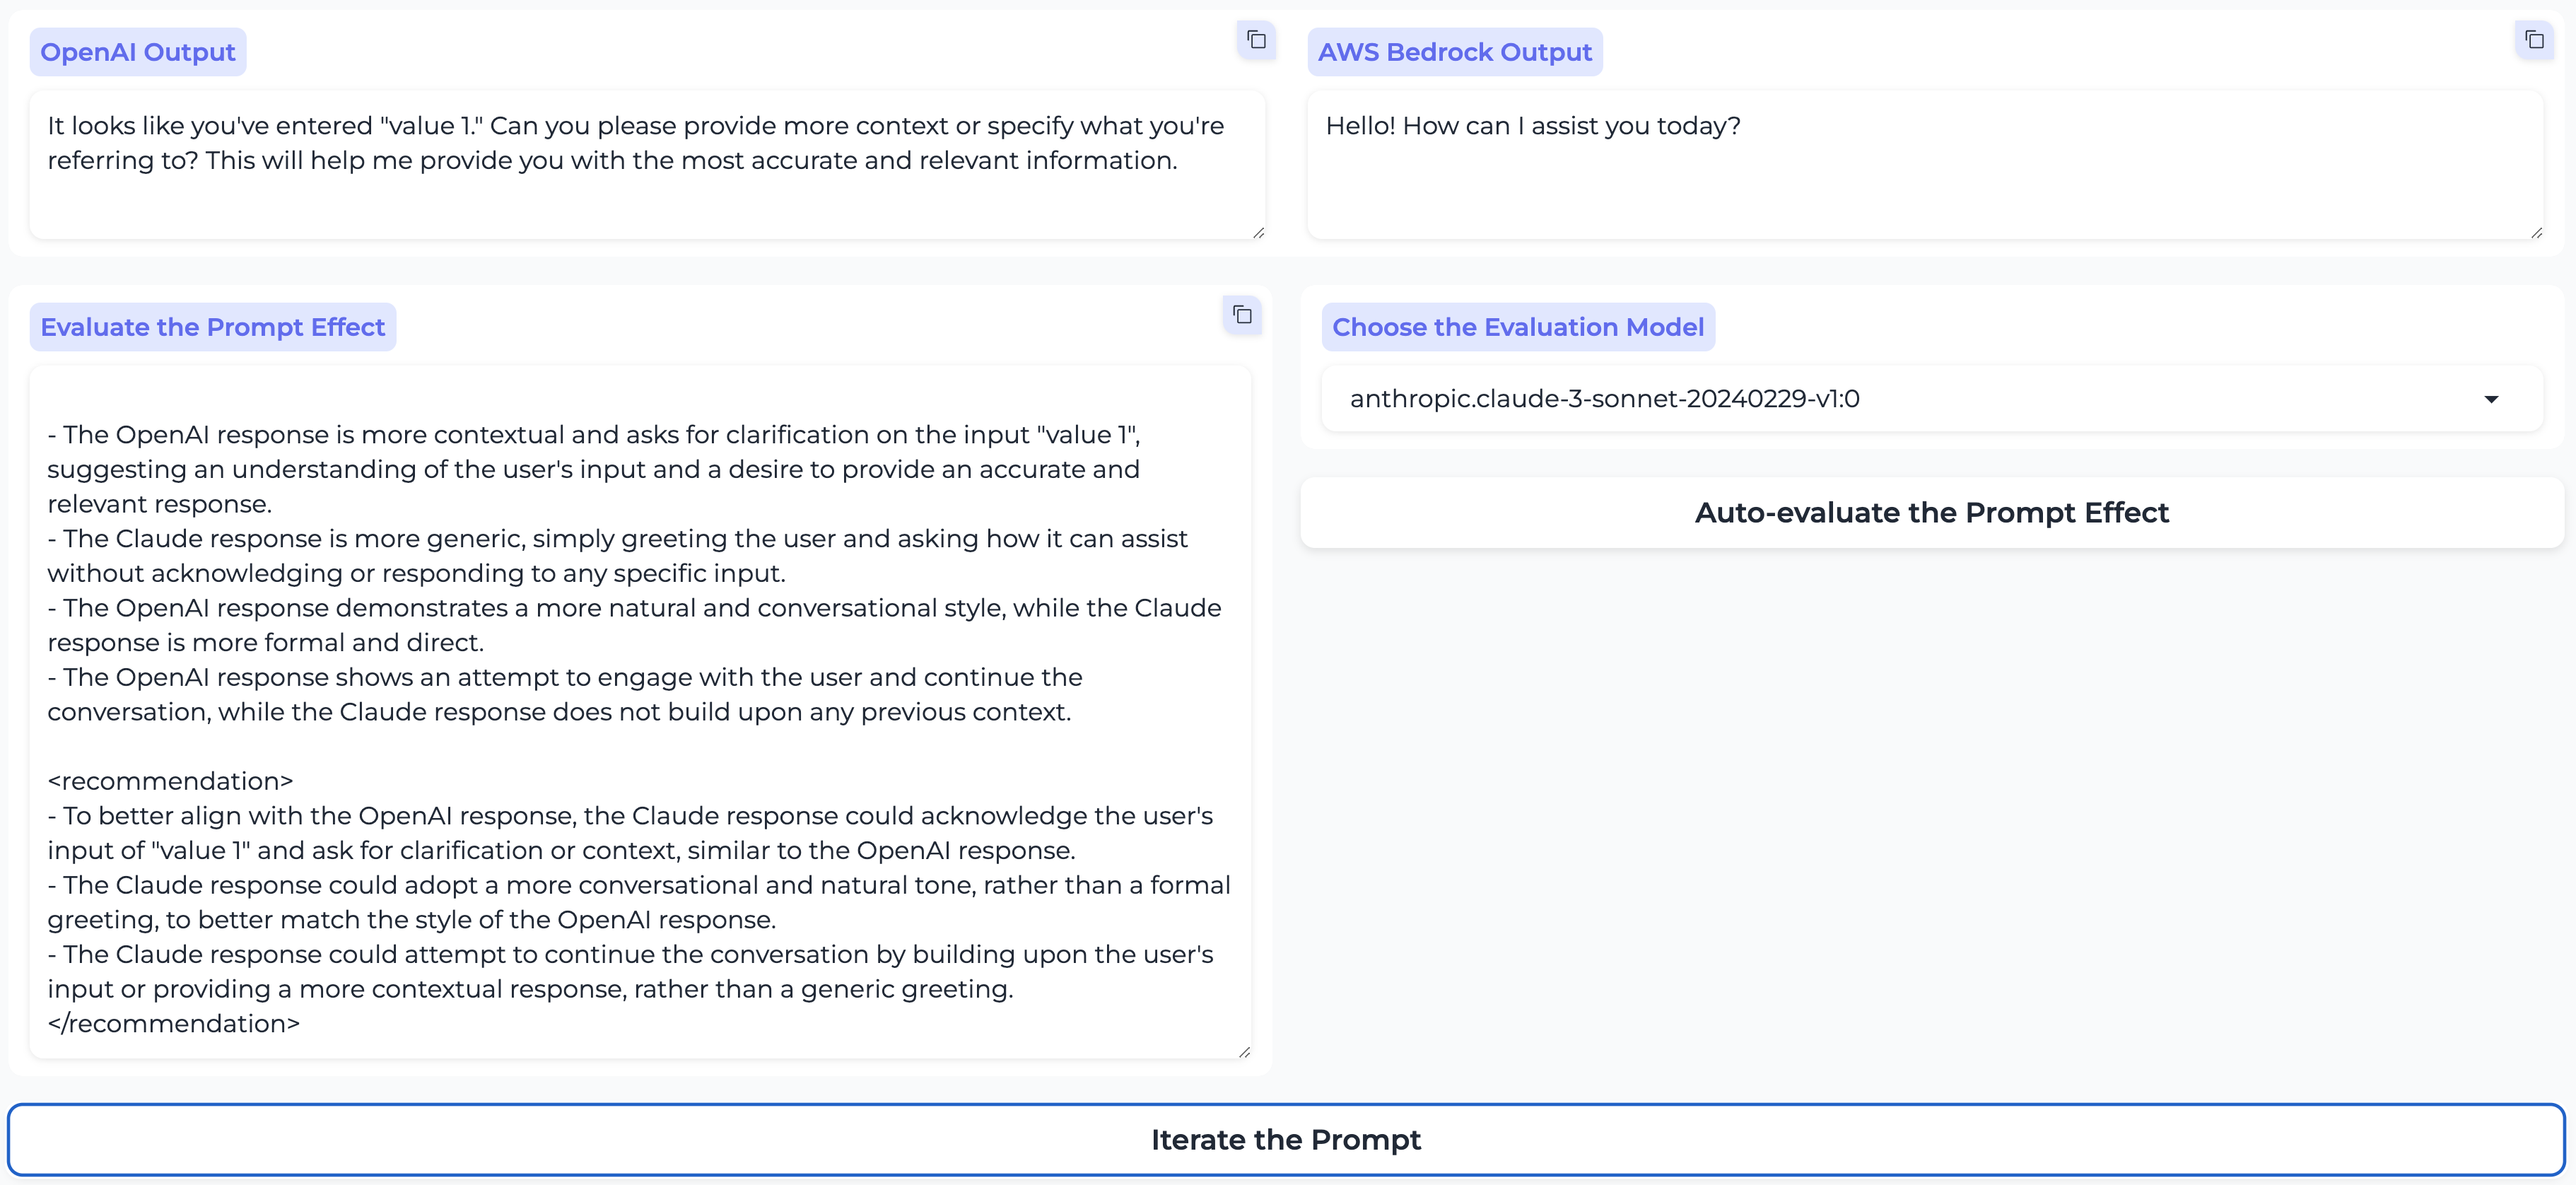 OpenAI Output
It looks like you've entered "value 1." Can you please provide more context or specify what you're
referring to? This will help me provide you with the most accurate and relevant information.
AWS Bedrock Output
Hello! How can I assist you today?
Evaluate the Prompt Effect
- The OpenAI response is more contextual and asks for clarification on the input "value 1",
suggesting an understanding of the user's input and a desire to provide an accurate and
relevant response.
- The Claude response is more generic, simply greeting the user and asking how it can assist
without acknowledging or responding to any specific input.
- The OpenAI response demonstrates a more natural and conversational style, while the Claude
response is more formal and direct.
- The OpenAI response shows an attempt to engage with the user and continue the
conversation, while the Claude response does not build upon any previous context.
<recommendation>
- To better align with the OpenAI response, the Claude response could acknowledge the user's
input of "value 1" and ask for clarification or context, similar to the OpenAI response.
- The Claude response could adopt a more conversational and natural tone, rather than a formal
greeting, to better match the style of the OpenAI response.
- The Claude response could attempt to continue the conversation by building upon the user's
input or providing a more contextual response, rather than a generic greeting.
</recommendation>
Choose the Evaluation Model
anthropic.claude-3-sonnet-20240229-v1:0
Auto-evaluate the Prompt Effect
Iterate the Prompt